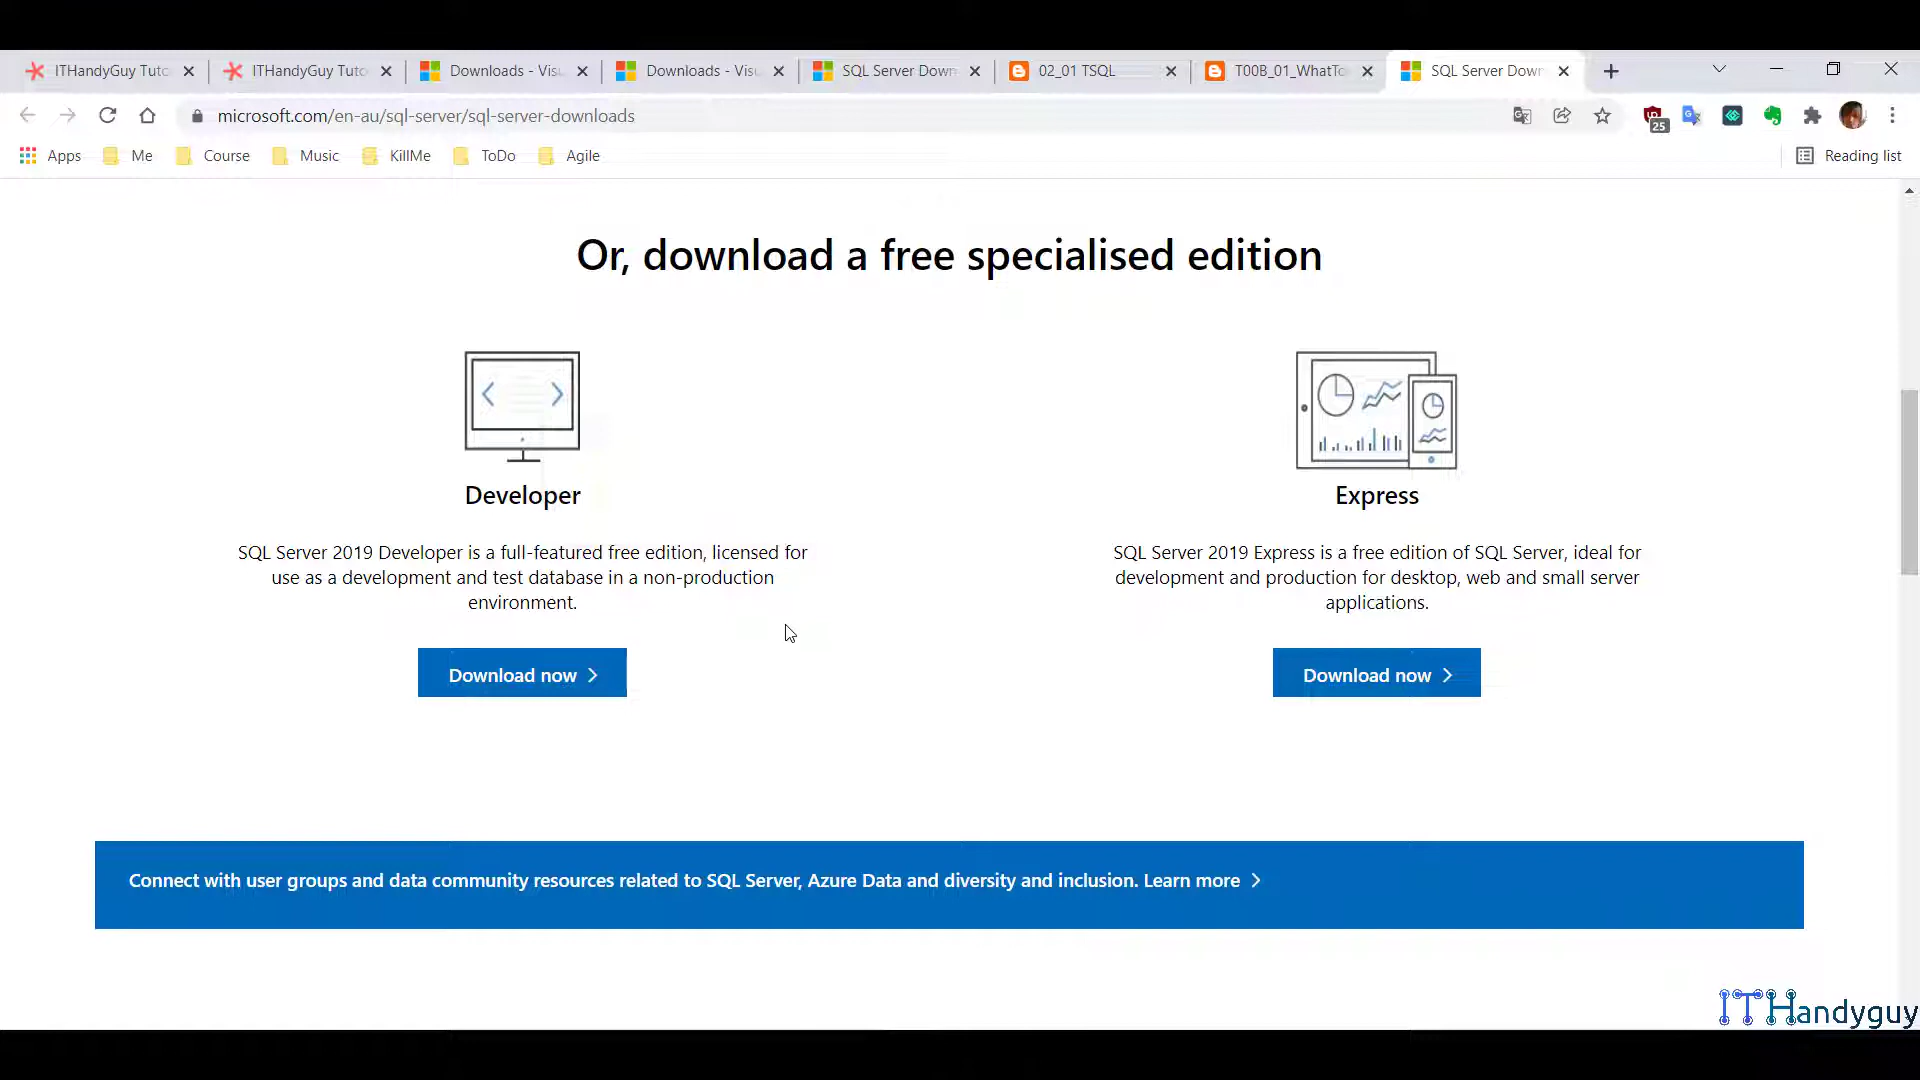 ITHandyGuy Tuto
ITHandyGuy Tuto
Downloads - Visu
Downloads - Visu
SQL Server Down
02_01 TSQL
T00B_01_WhatTo
SQL Server Down
microsoft.com/en-au/sql-server/sql-server-downloads
25
Apps
Me
Course
Music
KillMe
ToDo
Agile
Reading list
Or, download a free specialised edition
Developer
SQL Server 2019 Developer is a full-featured free edition, licensed for
use as a development and test database in a non-production
environment.
Download now
Express
SQL Server 2019 Express is a free edition of SQL Server, ideal for
development and production for desktop, web and small server
applications.
Download now
Connect with user groups and data community resources related to SQL Server, Azure Data and diversity and inclusion. Learn more
ITHandyguy